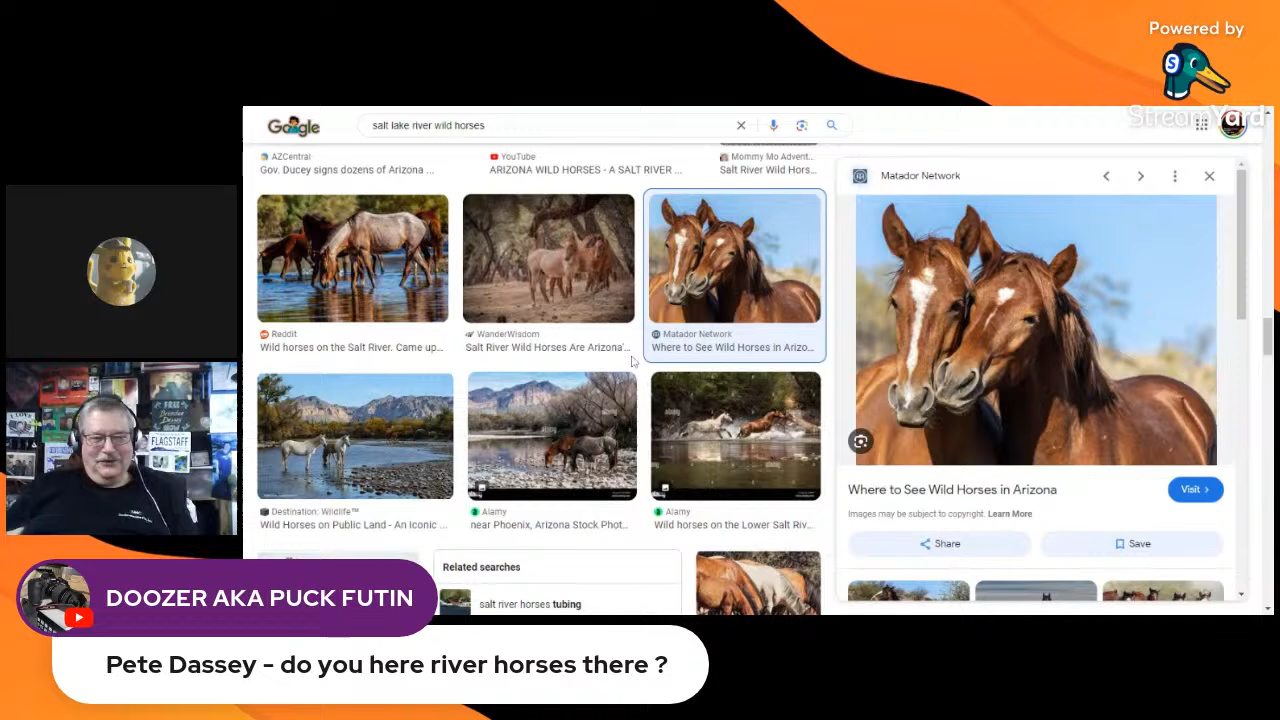 Powered by
StreamYard
Google
salt lake river wild horses
AZCentral
Gov. Ducey signs dozens of Arizona ...
YouTube
ARIZONA WILD HORSES - A SALT RIVER ...
Mommy Mo Advent...
Salt River Wild Hors...
Matador Network
Reddit
Wild horses on the Salt River. Came up...
WanderWisdom
Salt River Wild Horses Are Arizona'...
Matador Network
Where to See Wild Horses in Arizo...
Destination: Wildlife™
Wild Horses on Public Land - An Iconic ...
Alamy
near Phoenix, Arizona Stock Phot...
Alamy
Wild horses on the Lower Salt Riv...
Where to See Wild Horses in Arizona
Visit >
Images may be subject to copyright. Learn More
Share
Save
Related searches
salt river horses tubing
FREE
Brendan
Dassey
FLAGSTAFF
DOOZER AKA PUCK FUTIN
Pete Dassey - do you here river horses there ?